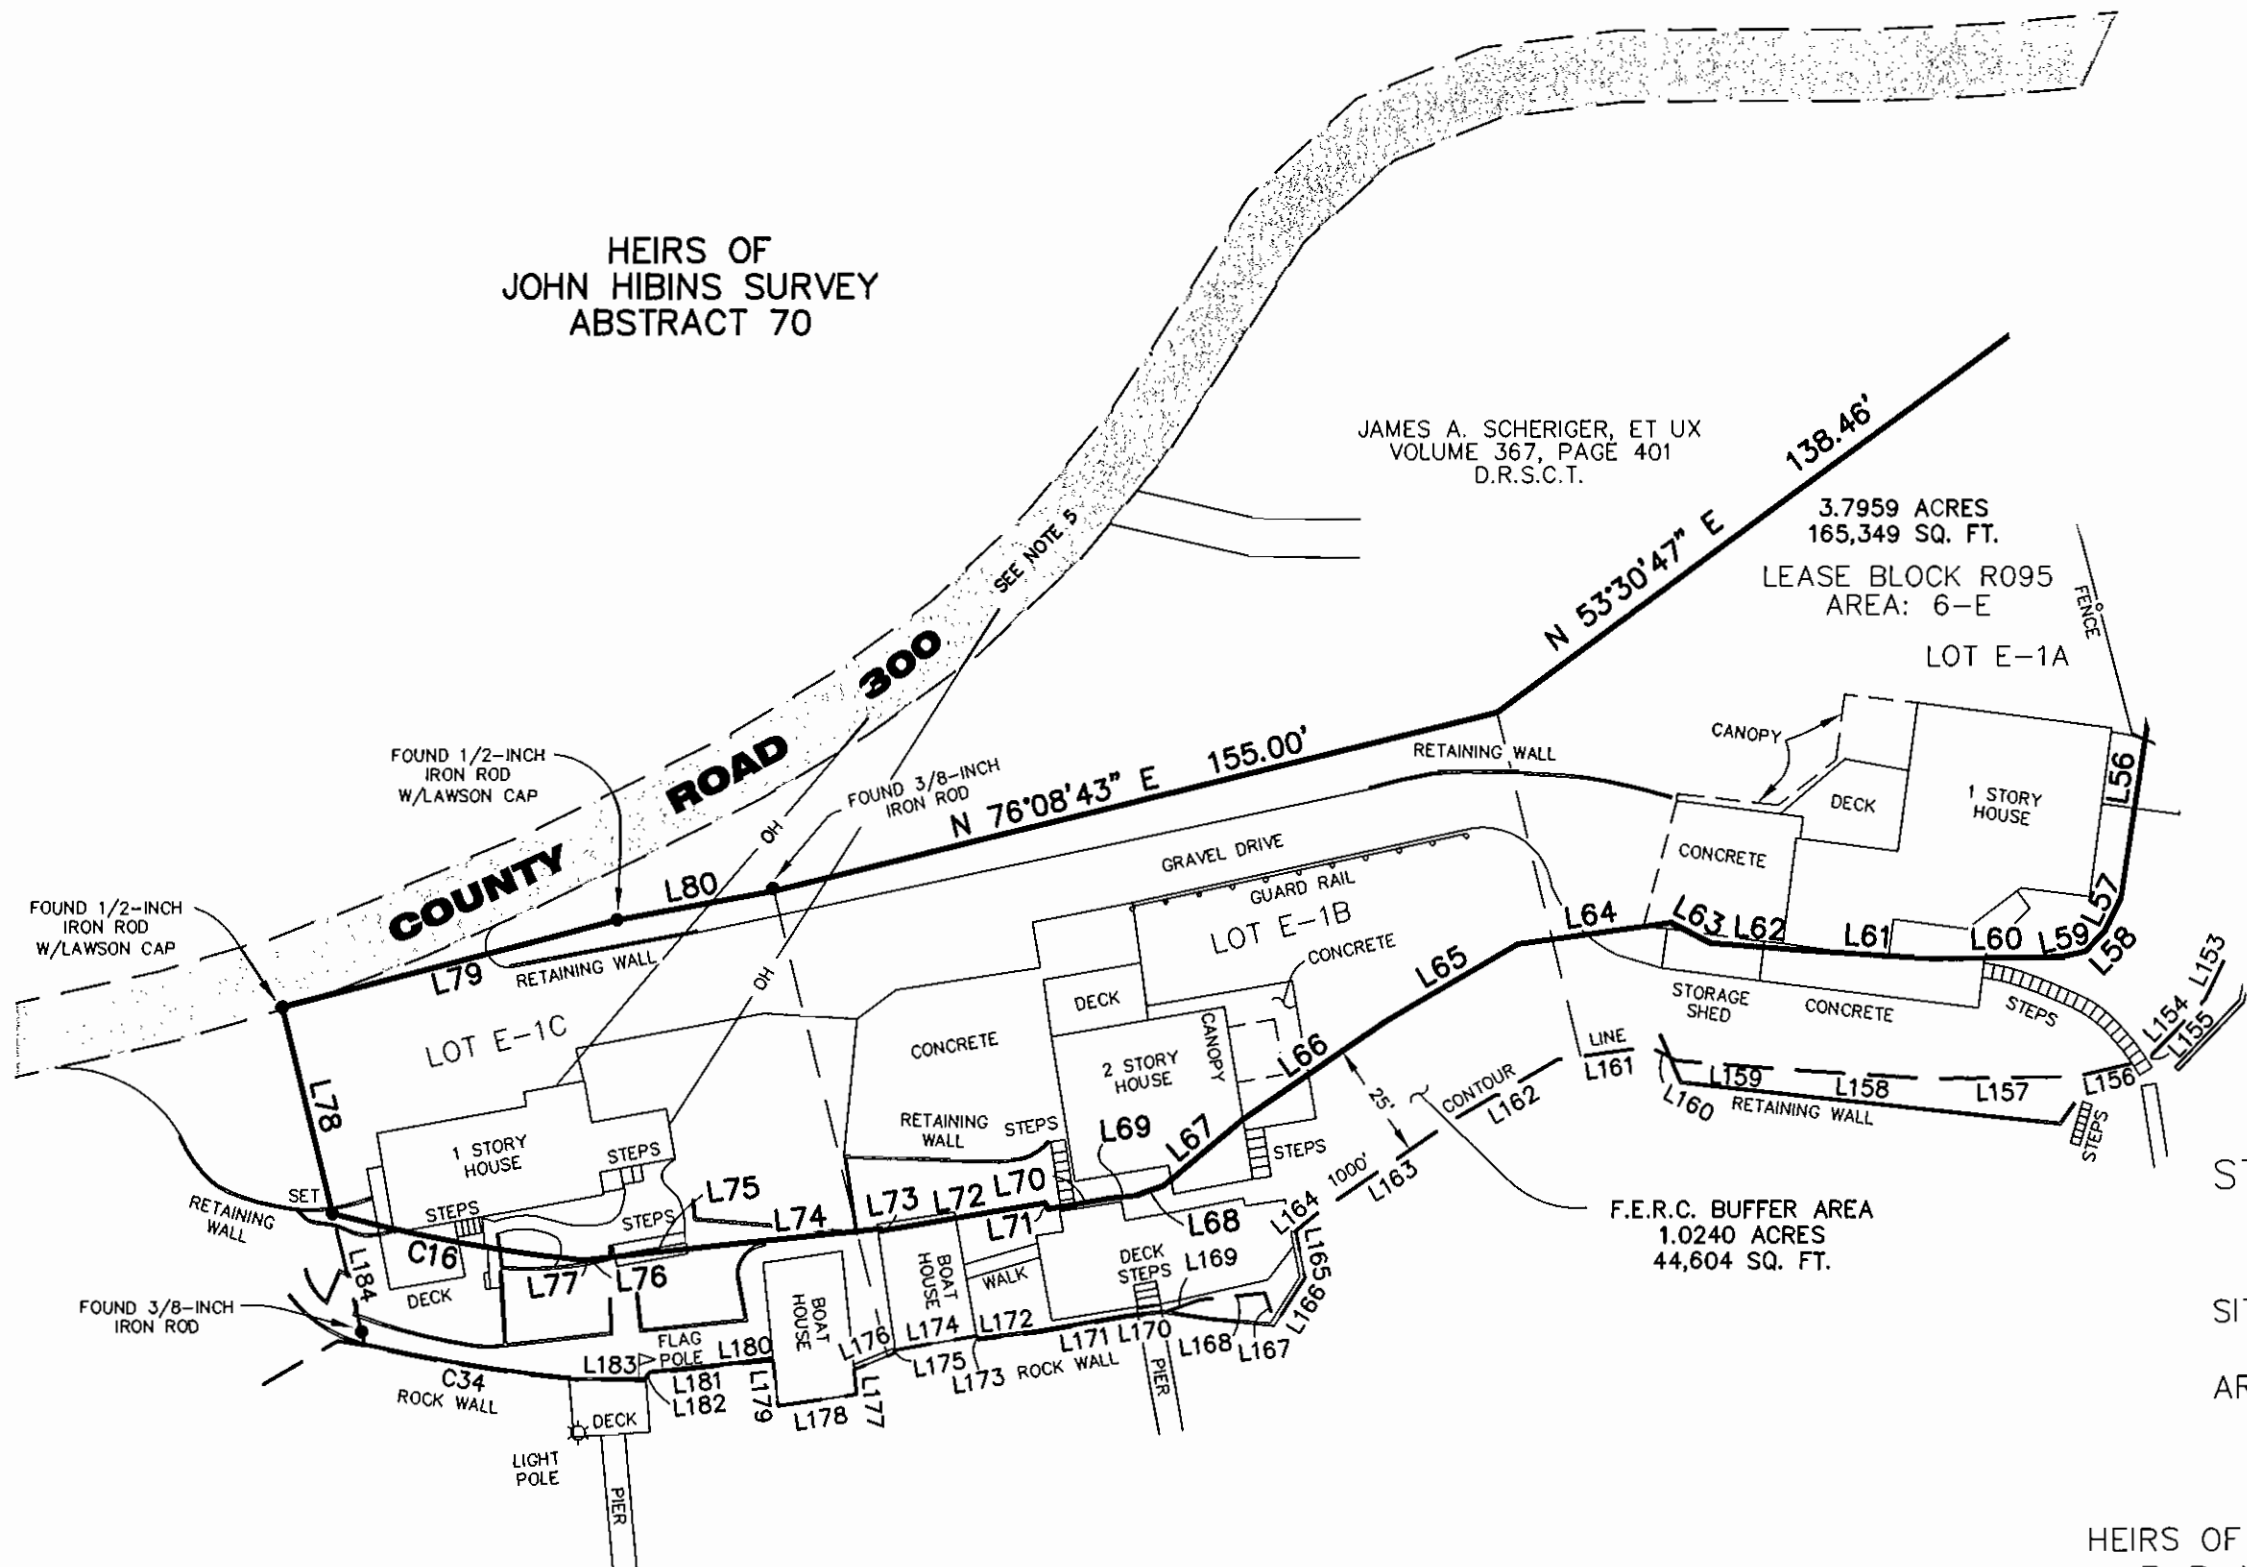 HEIRS OF
JOHN HIBINS SURVEY
ABSTRACT 70
JAMES A. SCHERIGER, ET UX
VOLUME 367, PAGE 401
D.R.S.C.T.
138.46'
N 53°30'47" E
3.7959 ACRES
165,349 SQ. FT.
LEASE BLOCK R095
AREA: 6-E
LOT E-1A
FENCE
SEE NOTE 5
COUNTY ROAD 300
FOUND 1/2-INCH
IRON ROD
W/LAWSON CAP
FOUND 3/8-INCH
IRON ROD
N 76°08'43" E 155.00'
RETAINING WALL
CANOPY
DECK
1 STORY
HOUSE
L56
OH
OH
GRAVEL DRIVE
GUARD RAIL
CONCRETE
FOUND 1/2-INCH
IRON ROD
W/LAWSON CAP
L80
L79
RETAINING WALL
LOT E-1B
CONCRETE
L65
L64
L63
L62
L61
L60
L59
L57
L58
L153
L154
L155
STORAGE
SHED
CONCRETE
STEPS
LOT E-1C
CONCRETE
DECK
CANOPY
2 STORY
HOUSE
L66
25'
CONTOUR
LINE
L161
L162
L159
L158
L157
L156
L160
RETAINING WALL
STEPS
L78
RETAINING
WALL
STEPS
L69
L67
STEPS
1000'
L163
1 STORY
HOUSE
STEPS
SET
RETAINING
WALL
STEPS
C16
STEPS
L75
L74
L73
L72
L70
L71
L68
L164
L165
L166
F.E.R.C. BUFFER AREA
1.0240 ACRES
44,604 SQ. FT.
ST
SI
AR
L184
DECK
L77
L76
BOAT
HOUSE
BOAT
HOUSE
WALK
DECK
STEPS
L169
FOUND 3/8-INCH
IRON ROD
FLAG
POLE
L183
L180
L181
L182
L179
L178
L177
L176
L174
L175
L172
L173
L171
L170
L168
L167
ROCK WALL
PIER
C34
ROCK WALL
DECK
LIGHT
POLE
PIER
HEIRS OF